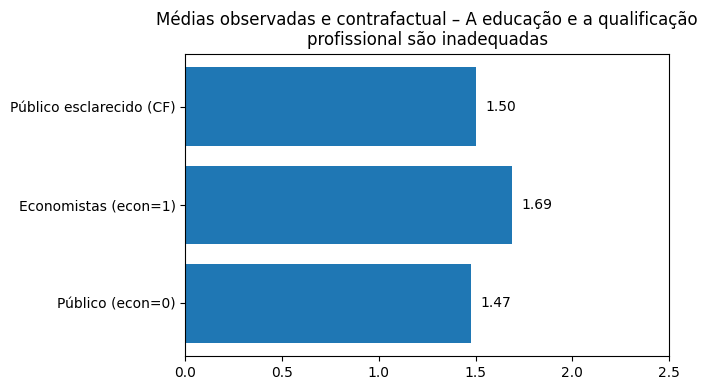 Médias observadas e contrafactual – A educação e a qualificação
profissional são inadequadas
Público esclarecido (CF)
1.50
Economistas (econ=1)
1.69
Público (econ=0)
1.47
0.0 0.5 1.0 1.5 2.0 2.5